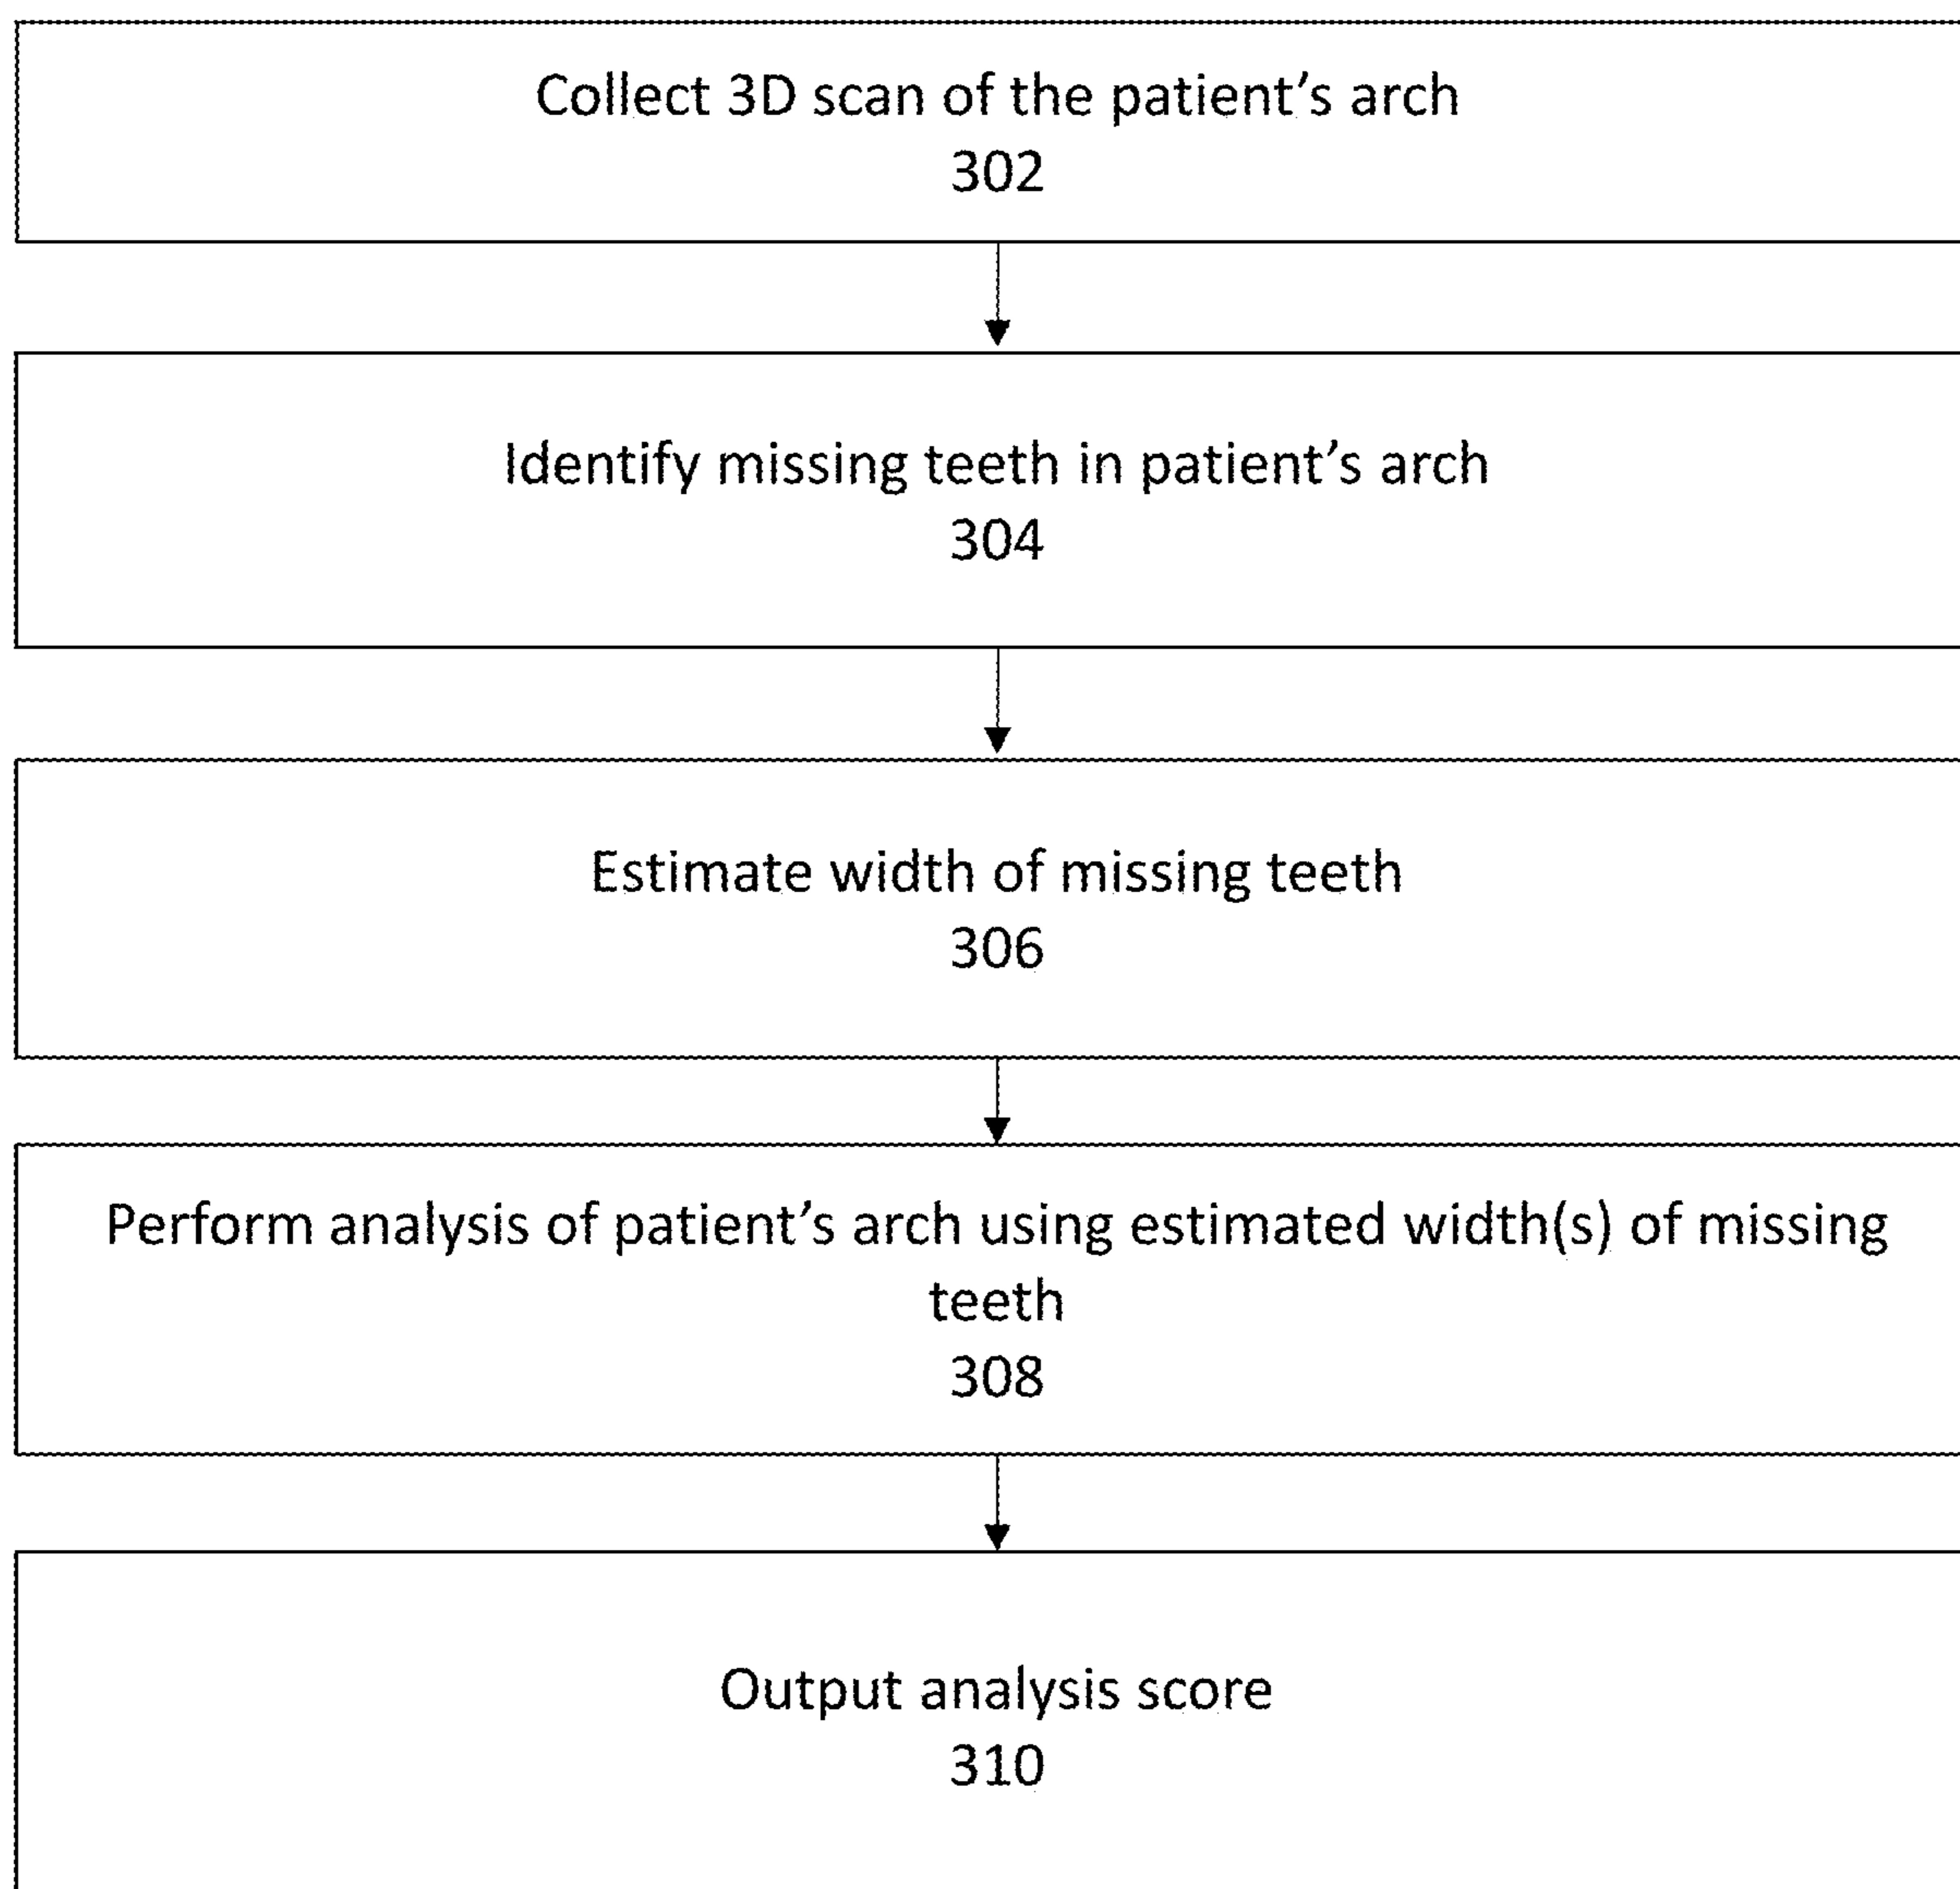 Collect 3D scan of the patient's arch
302
Identify missing teeth in patient's arch
304
Estimate width of missing teeth
306
Perform analysis of patient's arch using estimated width(s) of missing
teeth
308
Output analysis score
310